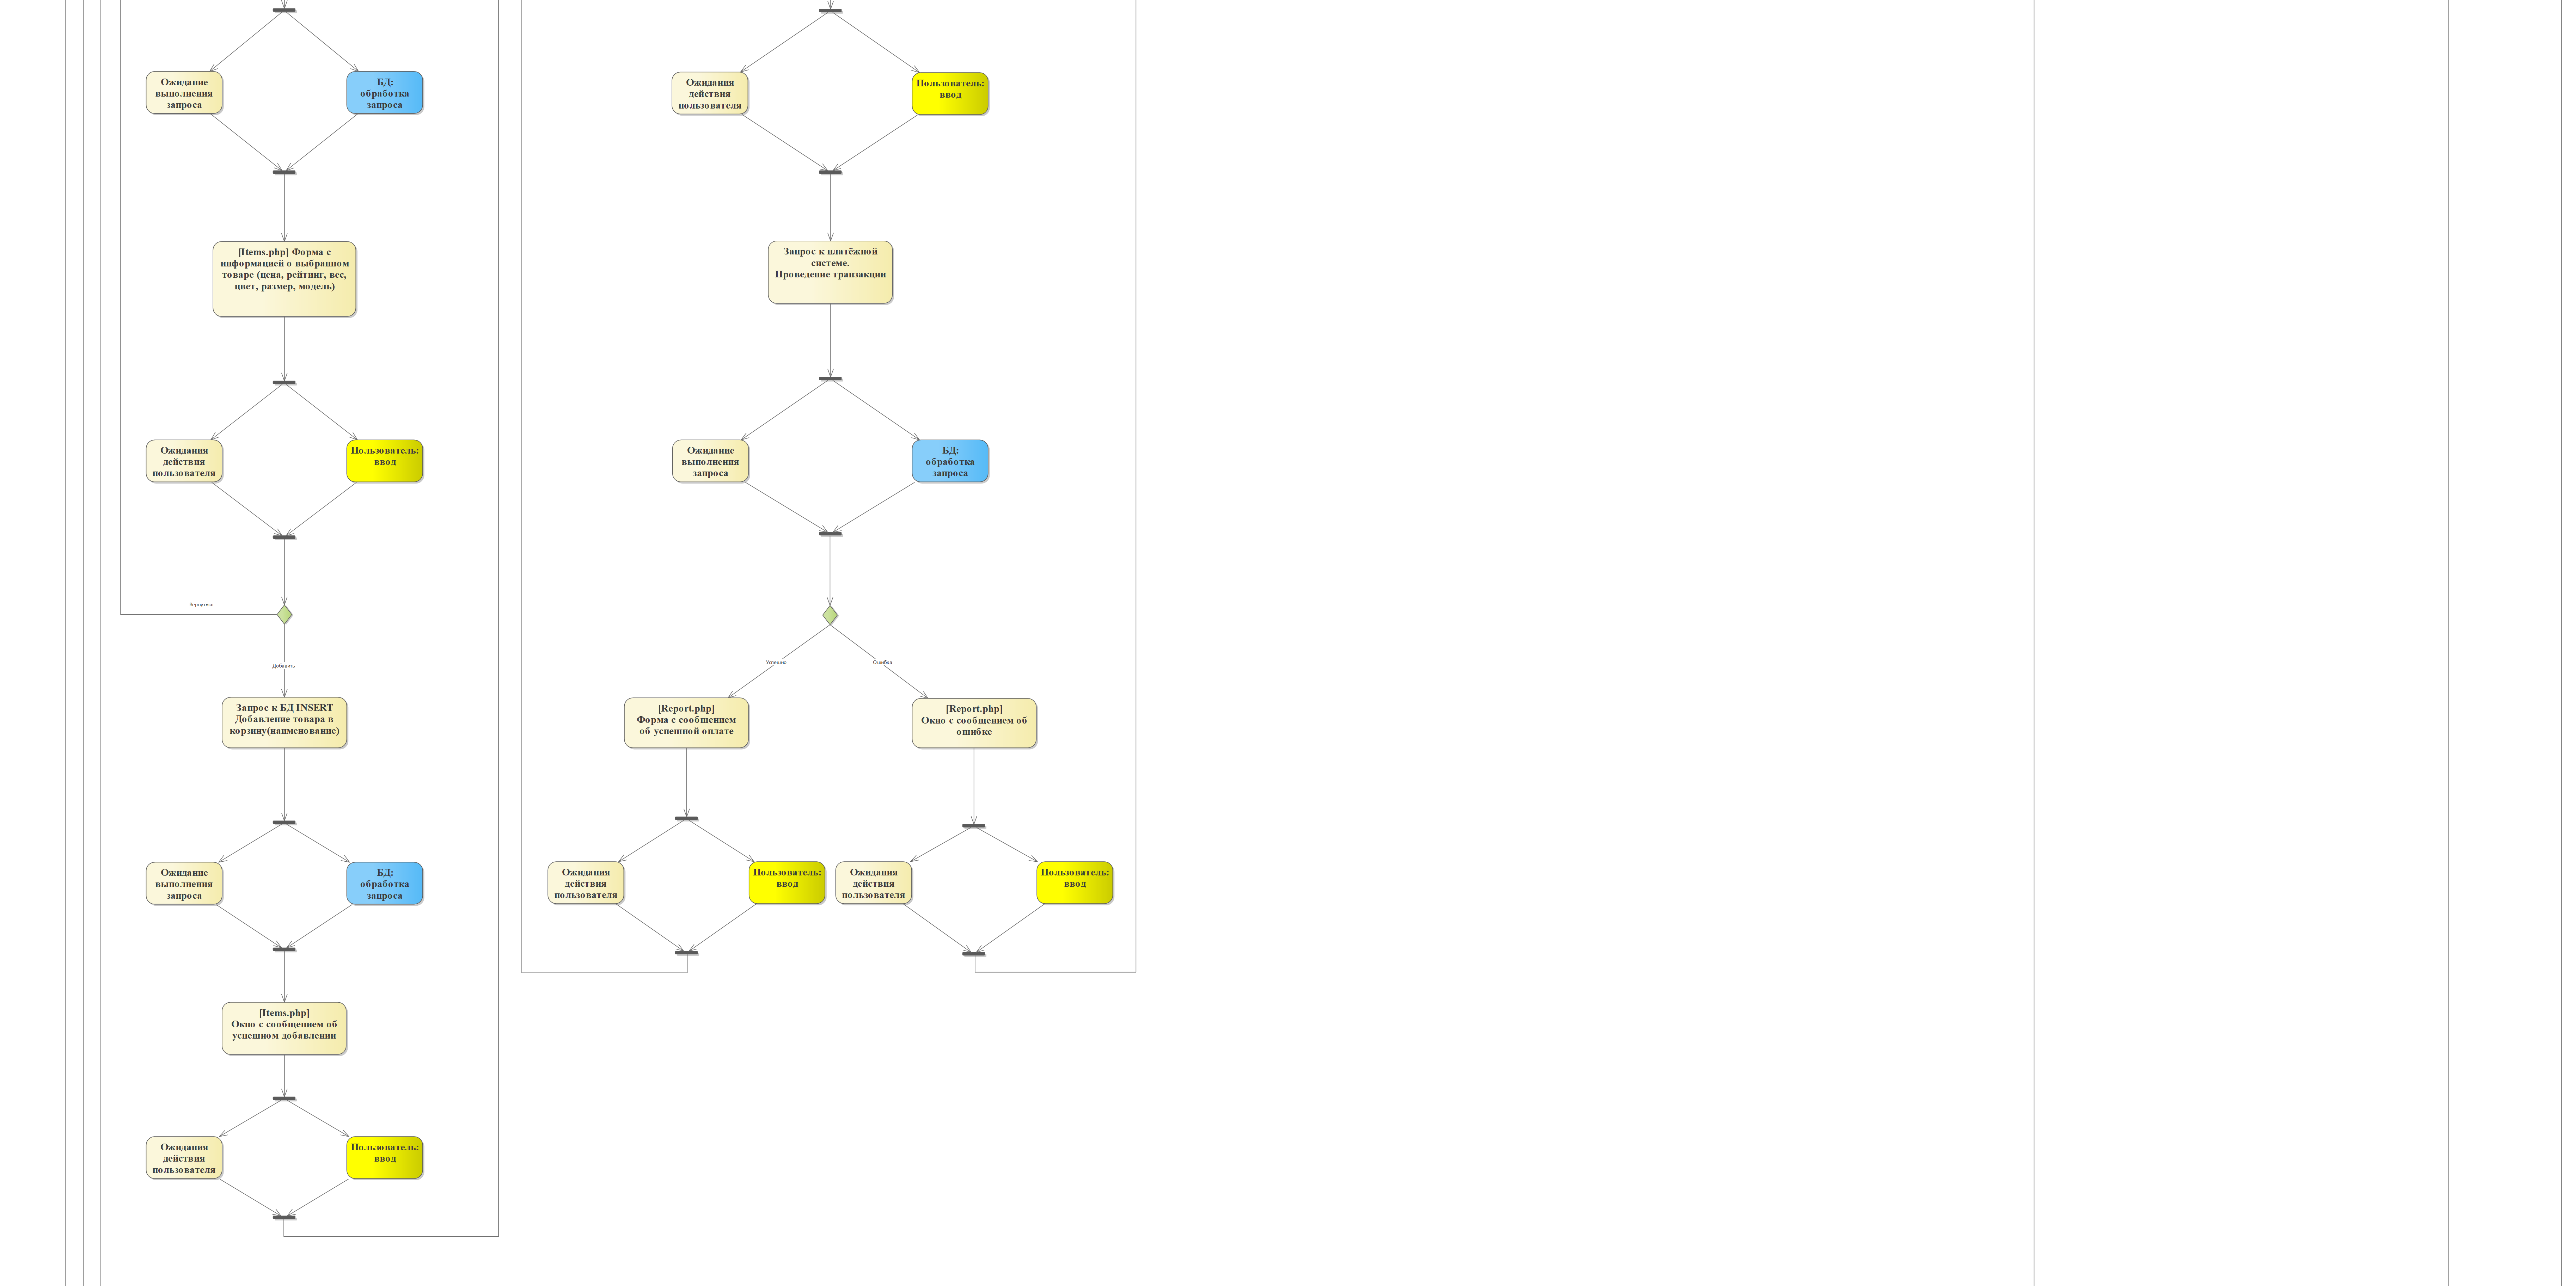 Ожидание
выполнения
запроса
БД:
обработка
запроса
[Items.php] Форма с
информацией о выбранном
товаре (цена, рейтинг, вес,
цвет, размер, модель)
Ожидания
действия
пользователя
Пользователь:
ввод
Вернуться
Добавить
Запрос к БД INSERT
Добавление товара в
корзину(наименование)
Ожидание
выполнения
запроса
БД:
обработка
запроса
[Items.php]
Окно с сообщением об
успешном добавлении
Ожидания
действия
пользователя
Пользователь:
ввод
Ожидания
действия
пользователя
Пользователь:
ввод
Запрос к платёжной
системе.
Проведение транзакции
Ожидание
выполнения
запроса
БД:
обработка
запроса
Успешно
Ошибка
[Report.php]
Форма с сообщением
об успешной оплате
[Report.php]
Окно с сообщением об
ошибке
Ожидания
действия
пользователя
Пользователь:
ввод
Ожидания
действия
пользователя
Пользователь:
ввод